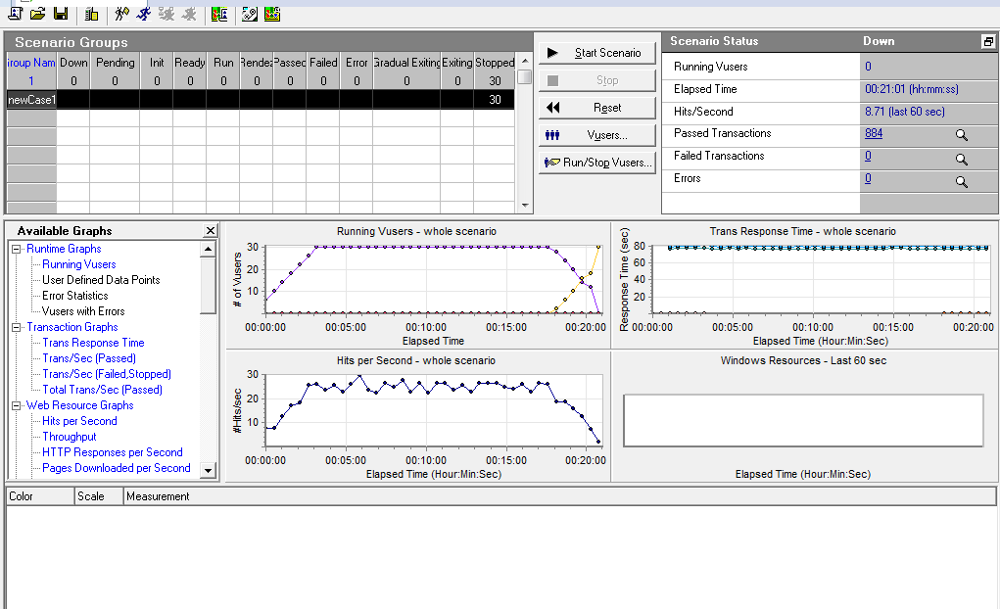 Scenario Groups
Group Nam Down Pending Init Ready Run Rendez Passed Failed Error Gradual Exiting Exiting Stopped
1 0 0 0 0 0 0 0 0 0 0 0 30
newCase1 30
Start Scenario
Stop
Reset
Vusers...
Run/Stop Vusers...
Scenario Status Down
Running Vusers 0
Elapsed Time 00:21:01 (hh:mm:ss)
Hits/Second 8.71 (last 60 sec)
Passed Transactions 884
Failed Transactions 0
Errors 0
Available Graphs
Runtime Graphs
Running Vusers
User Defined Data Points
Error Statistics
Vusers with Errors
Transaction Graphs
Trans Response Time
Trans/Sec (Passed)
Trans/Sec (Failed,Stopped)
Total Trans/Sec (Passed)
Web Resource Graphs
Hits per Second
Throughput
HTTP Responses per Second
Pages Downloaded per Second
Running Vusers - whole scenario
# of Vusers
30
20
10
00:00:00 00:05:00 00:10:00 00:15:00 00:20:00
Elapsed Time
Trans Response Time - whole scenario
Response Time (sec)
80
60
40
20
00:00:00 00:05:00 00:10:00 00:15:00 00:20:00
Elapsed Time (Hour:Min:Sec)
Hits per Second - whole scenario
#Hits/sec
30
20
10
00:00:00 00:05:00 00:10:00 00:15:00 00:20:00
Elapsed Time (Hour:Min:Sec)
Windows Resources - Last 60 sec
Elapsed Time (Hour:Min:Sec)
Color Scale Measurement